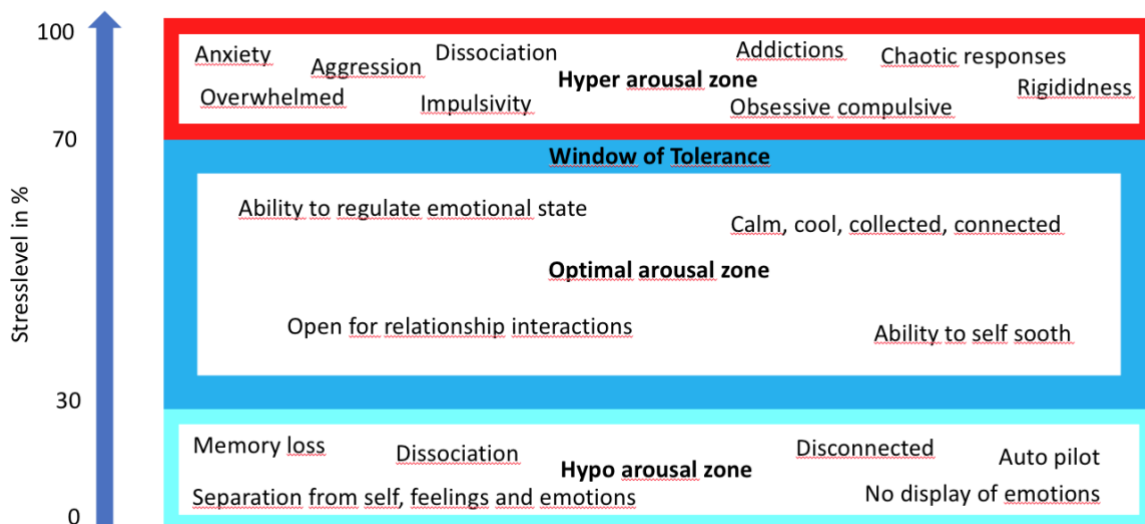 100
Anxiety
Aggression
Dissociation
Addictions
Chaotic responses
Hyper arousal zone
Rigididness
Overwhelmed
Impulsivity
Obsessive compulsive
70
Window of Tolerance
Stresslevel in %
Ability to regulate emotional state
Calm, cool, collected, connected
Optimal arousal zone
Open for relationship interactions
Ability to self sooth
30
Memory loss
Dissociation
Disconnected
Auto pilot
Hypo arousal zone
Separation from self, feelings and emotions
No display of emotions
0